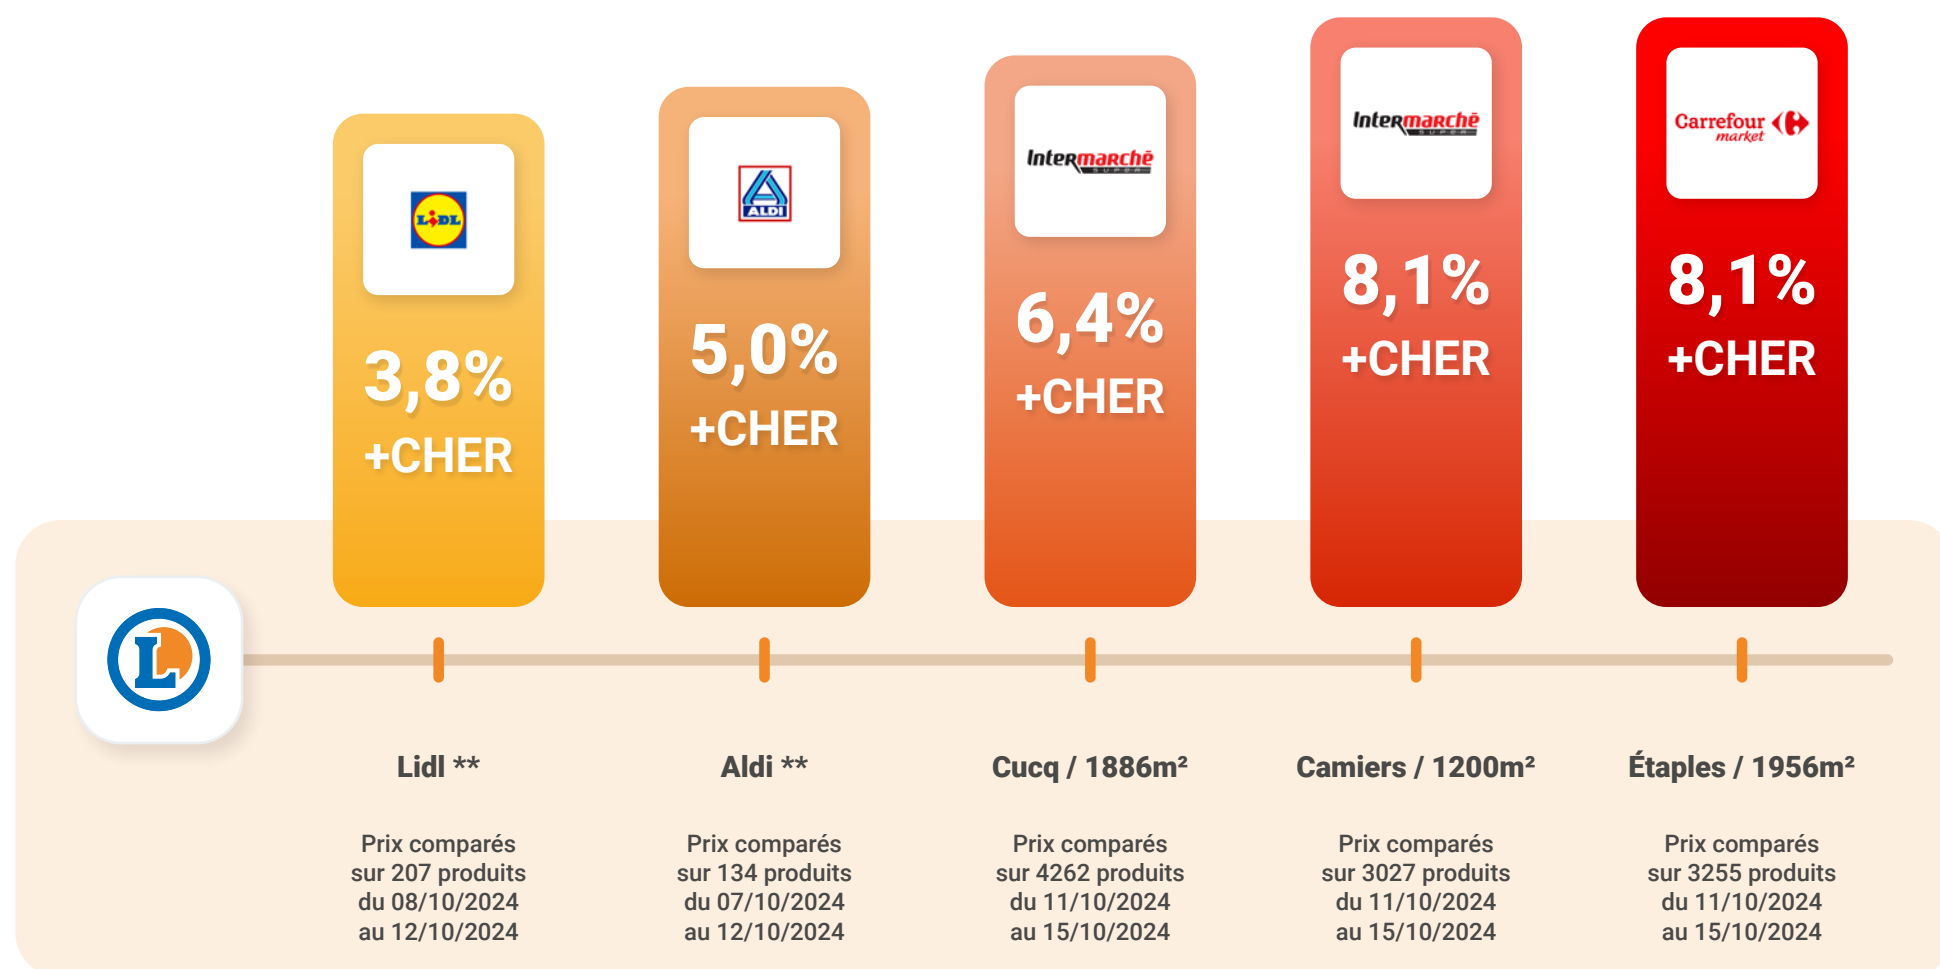 LIDL
3,8%
+CHER
ALDI
5,0%
+CHER
Intermarché
SUPER
6,4%
+CHER
Intermarché
SUPER
8,1%
+CHER
Carrefour
market
8,1%
+CHER
L
Lidl **
Prix comparés
sur 207 produits
du 08/10/2024
au 12/10/2024
Aldi **
Prix comparés
sur 134 produits
du 07/10/2024
au 12/10/2024
Cucq / 1886m²
Prix comparés
sur 4262 produits
du 11/10/2024
au 15/10/2024
Camiers / 1200m²
Prix comparés
sur 3027 produits
du 11/10/2024
au 15/10/2024
Étaples / 1956m²
Prix comparés
sur 3255 produits
du 11/10/2024
au 15/10/2024